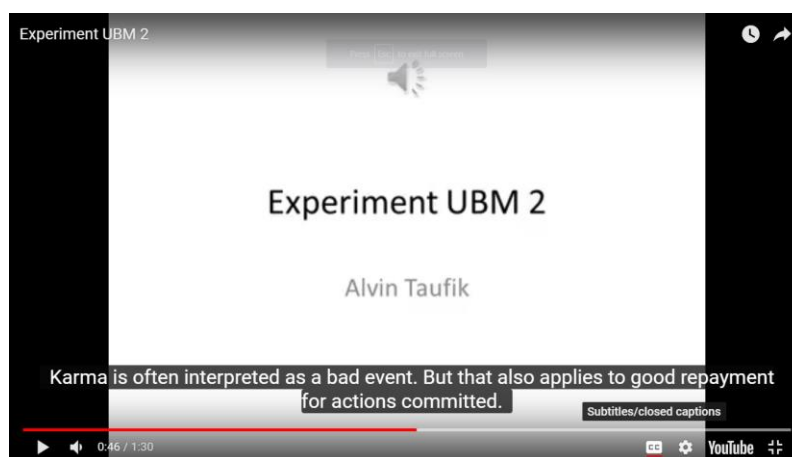 Experiment UBM 2
Experiment UBM 2
Alvin Taufik
Karma is often interpreted as a bad event. But that also applies to good repayment
for actions committed.
Subtitles/closed captions
0:46 / 1:30
CC
YouTube